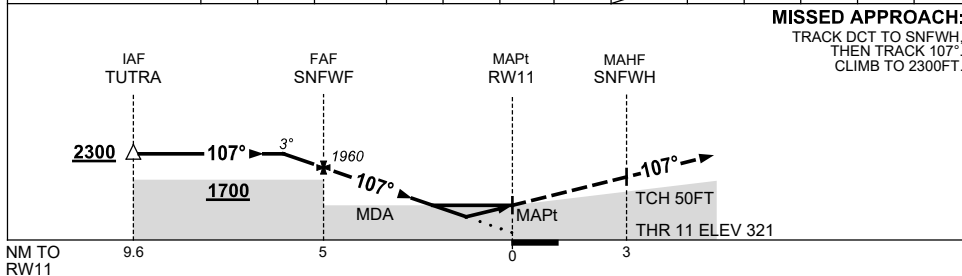 MISSED APPROACH:
TRACK DCT TO SNFWH,
THEN TRACK 107°.
CLIMB TO 2300FT.
IAF
TUTRA
FAF
SNFWF
MAPt
RW11
MAHF
SNFWH
2300
107°
3°
1960
107°
107°
1700
MDA
MAPt
TCH 50FT
THR 11 ELEV 321
NM TO
RW11
9.6
5
0
3